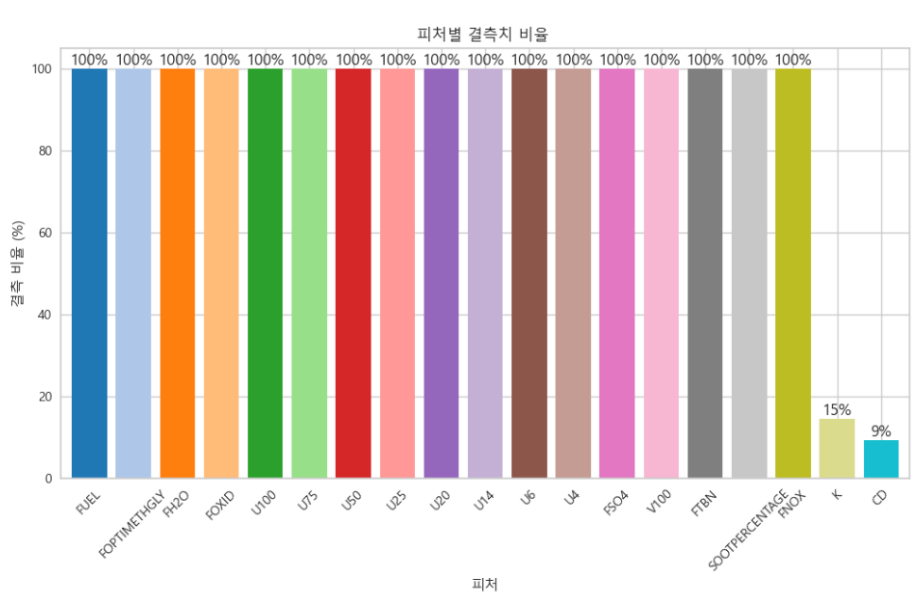 피처별 결측치 비율
100% 100% 100% 100% 100% 100% 100% 100% 100% 100% 100% 100% 100% 100% 100% 100% 100%
15%
9%
결측 비율 (%)
100
80
60
40
20
0
FUEL
FOPTIMETHGLY
FH2O
FOXID
U100
U75
U50
U25
U20
U14
U6
U4
FSO4
V100
FTBN
SOOTPERCENTAGE
FNOX
K
CD
피처